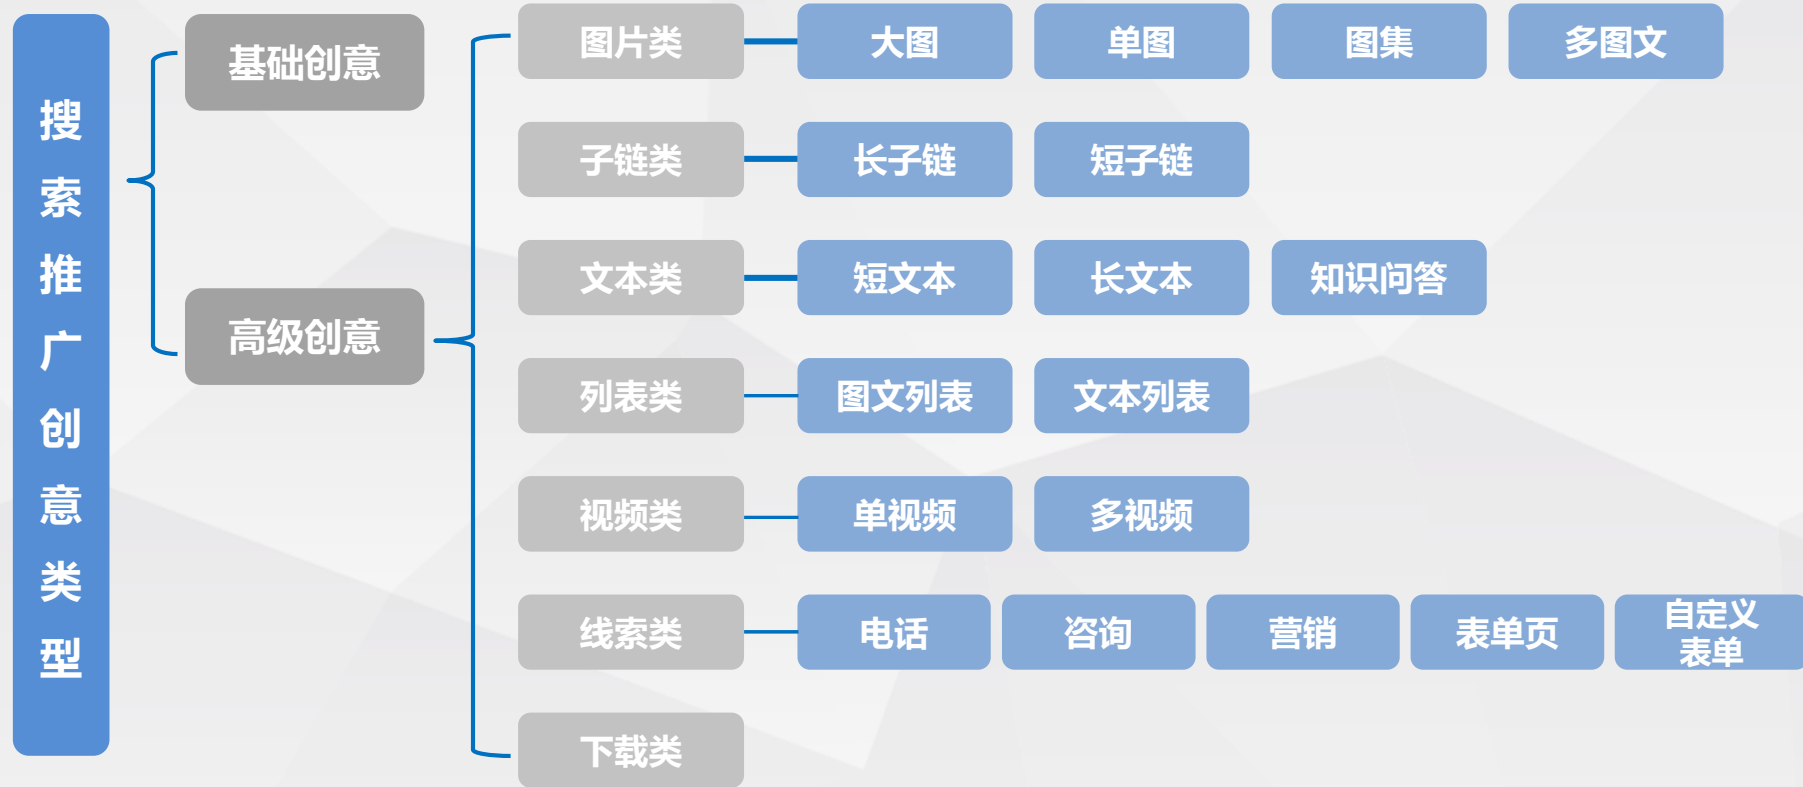 搜索推广创意类型
基础创意
高级创意
图片类
大图
单图
图集
多图文
子链类
长子链
短子链
文本类
短文本
长文本
知识问答
列表类
图文列表
文本列表
视频类
单视频
多视频
线索类
电话
咨询
营销
表单页
自定义
表单
下载类